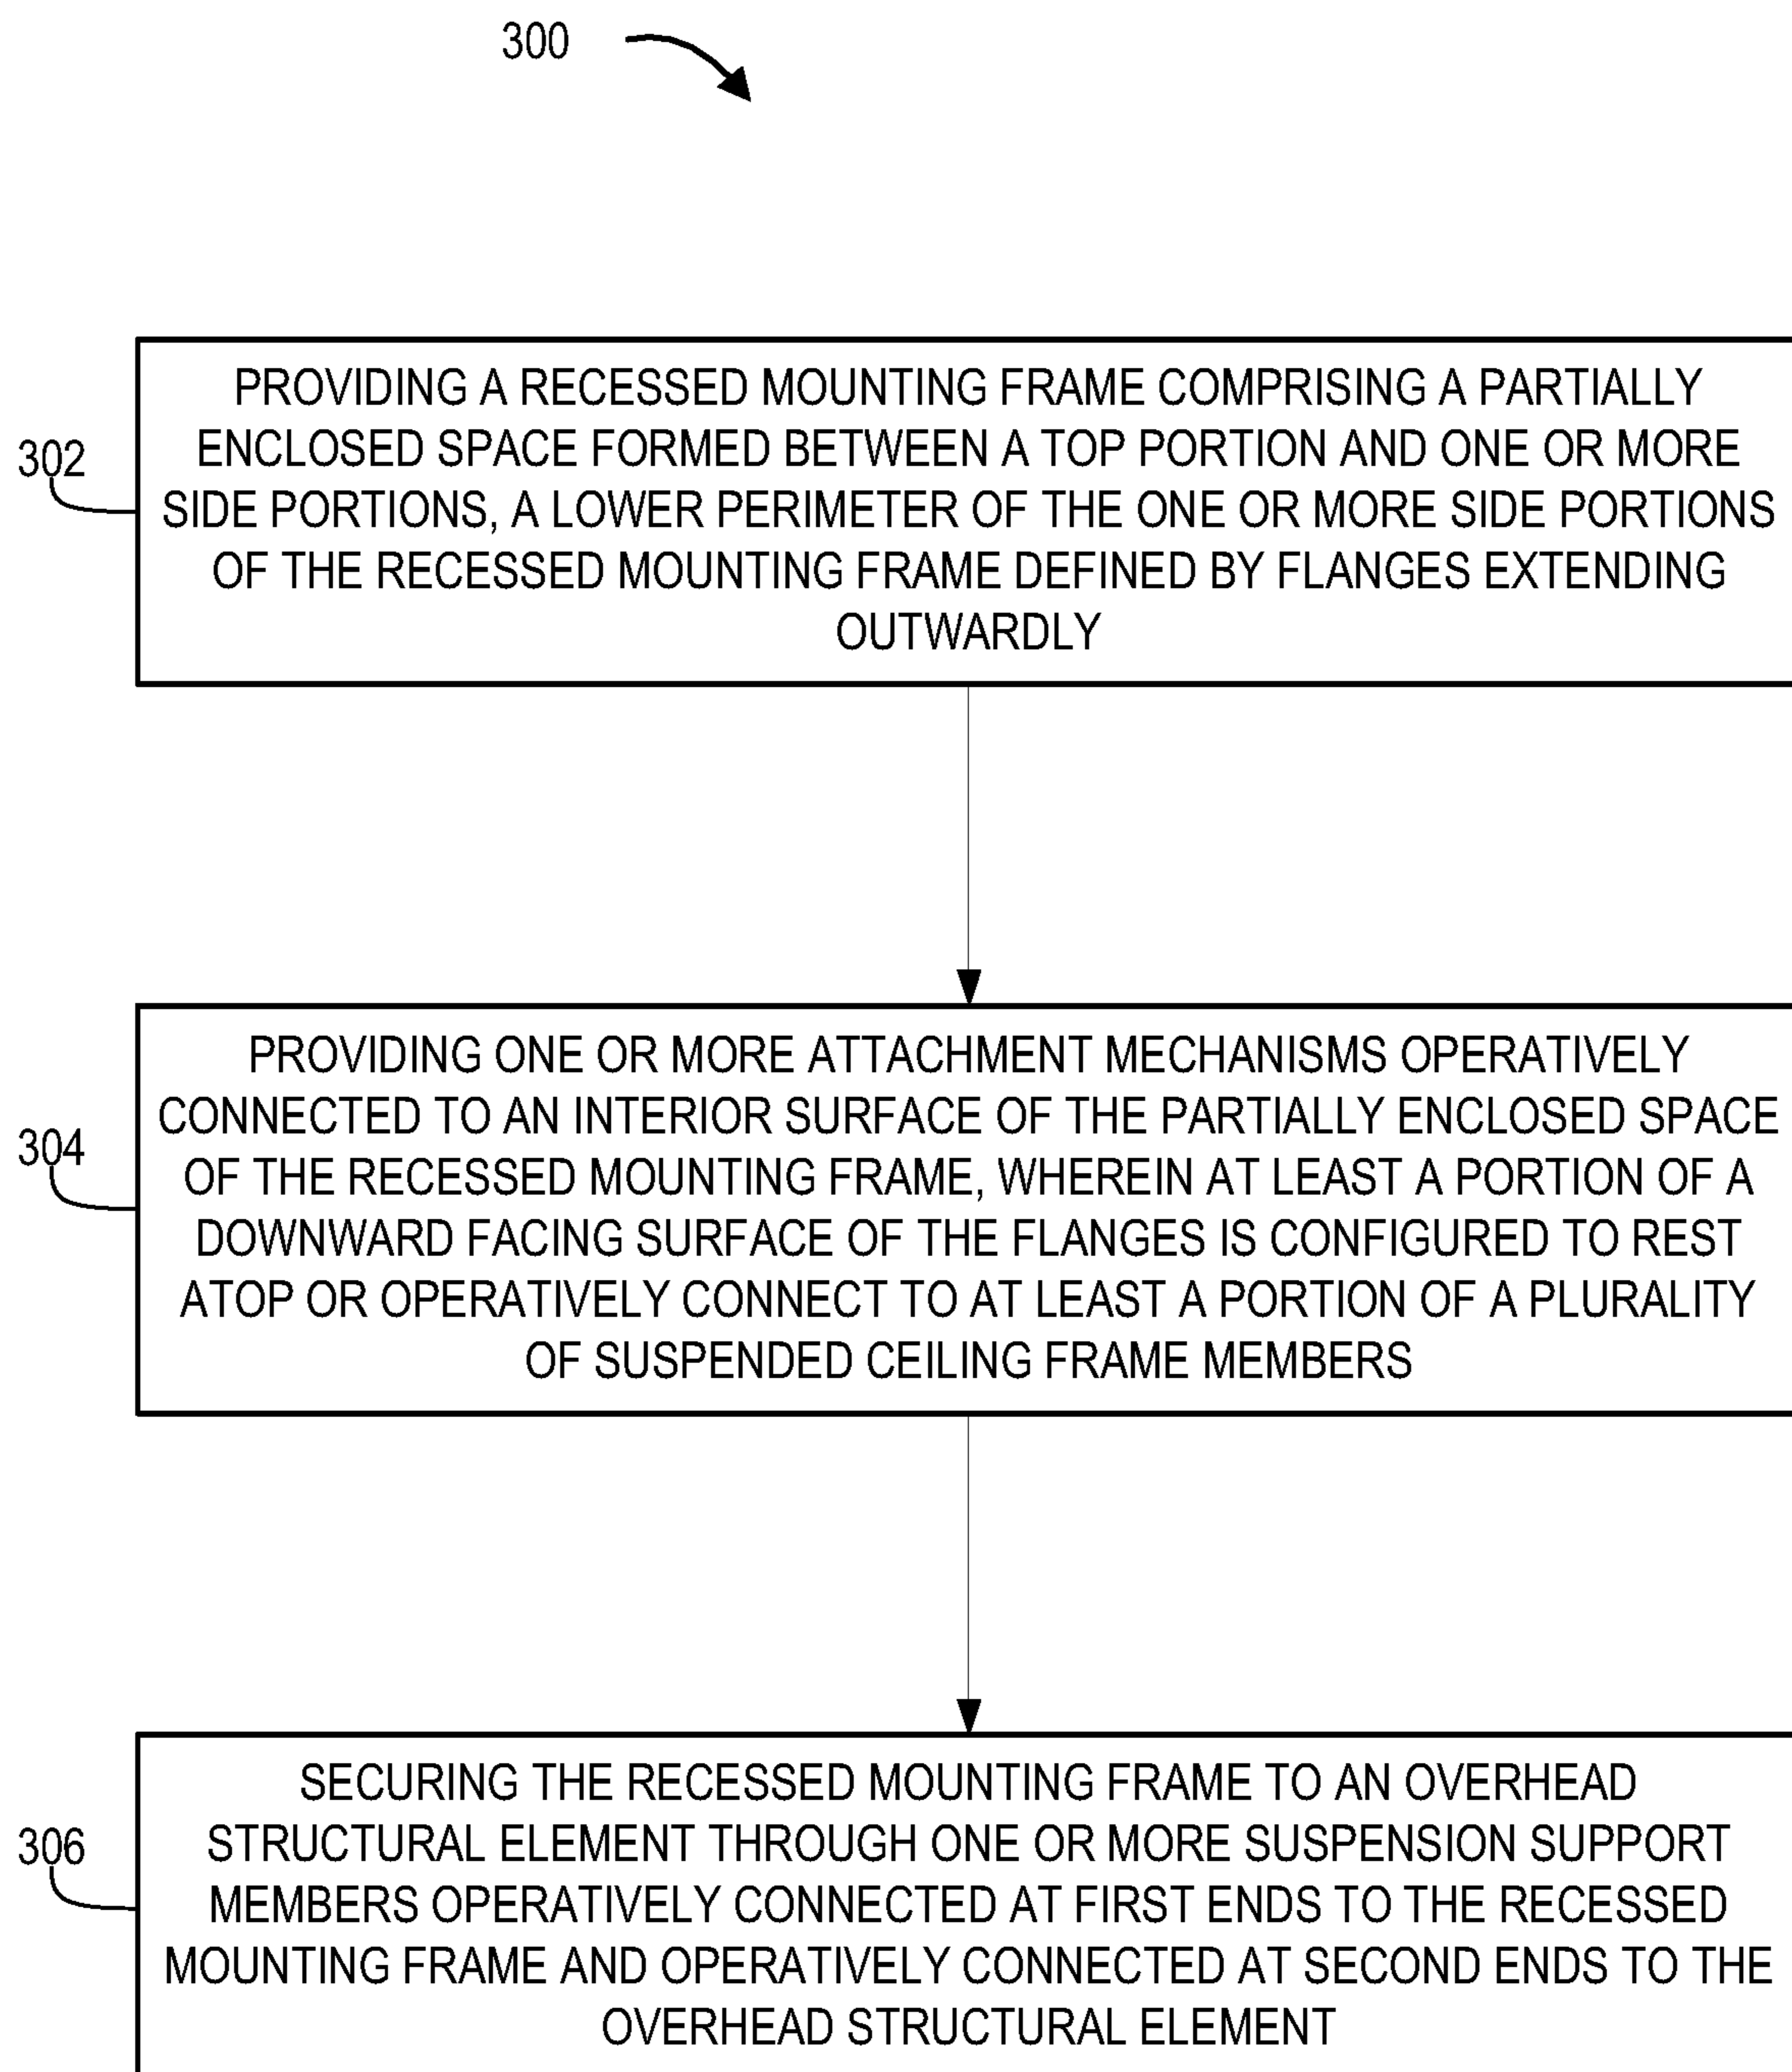 300
PROVIDING A RECESSED MOUNTING FRAME COMPRISING A PARTIALLY
ENCLOSED SPACE FORMED BETWEEN A TOP PORTION AND ONE OR MORE
SIDE PORTIONS, A LOWER PERIMETER OF THE ONE OR MORE SIDE PORTIONS
OF THE RECESSED MOUNTING FRAME DEFINED BY FLANGES EXTENDING
OUTWARDLY
302
PROVIDING ONE OR MORE ATTACHMENT MECHANISMS OPERATIVELY
CONNECTED TO AN INTERIOR SURFACE OF THE PARTIALLY ENCLOSED SPACE
OF THE RECESSED MOUNTING FRAME, WHEREIN AT LEAST A PORTION OF A
DOWNWARD FACING SURFACE OF THE FLANGES IS CONFIGURED TO REST
ATOP OR OPERATIVELY CONNECT TO AT LEAST A PORTION OF A PLURALITY
OF SUSPENDED CEILING FRAME MEMBERS
304
SECURING THE RECESSED MOUNTING FRAME TO AN OVERHEAD
STRUCTURAL ELEMENT THROUGH ONE OR MORE SUSPENSION SUPPORT
MEMBERS OPERATIVELY CONNECTED AT FIRST ENDS TO THE RECESSED
MOUNTING FRAME AND OPERATIVELY CONNECTED AT SECOND ENDS TO THE
OVERHEAD STRUCTURAL ELEMENT
306